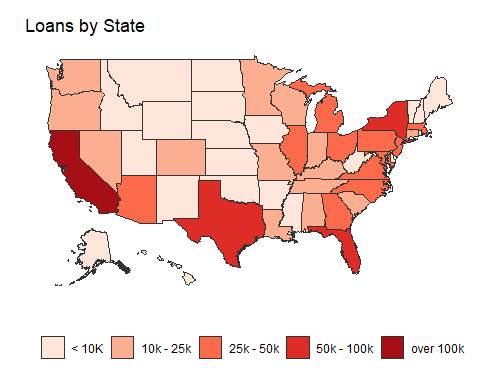 Loans by State
< 10K 10k - 25k 25k - 50k 50k - 100k over 100k